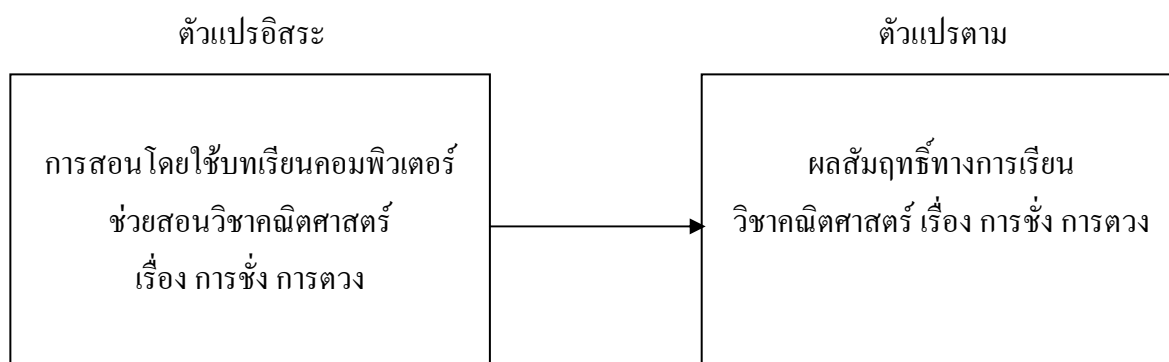 ตัวแปรอิสระ
ตัวแปรตาม
การสอนโดยใช้บทเรียนคอมพิวเตอร์
ช่วยสอนวิชาคณิตศาสตร์
เรื่อง การชั่ง การตวง
ผลสัมฤทธิ์ทางการเรียน
วิชาคณิตศาสตร์ เรื่อง การชั่ง การตวง